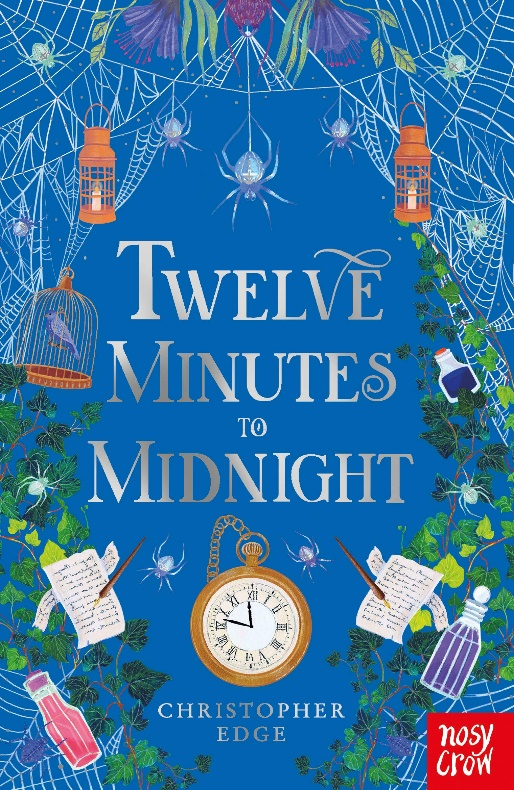 TWELVE
MINUTES
TO
MIDNIGHT
CHRISTOPHER
EDGE
nosy
crow